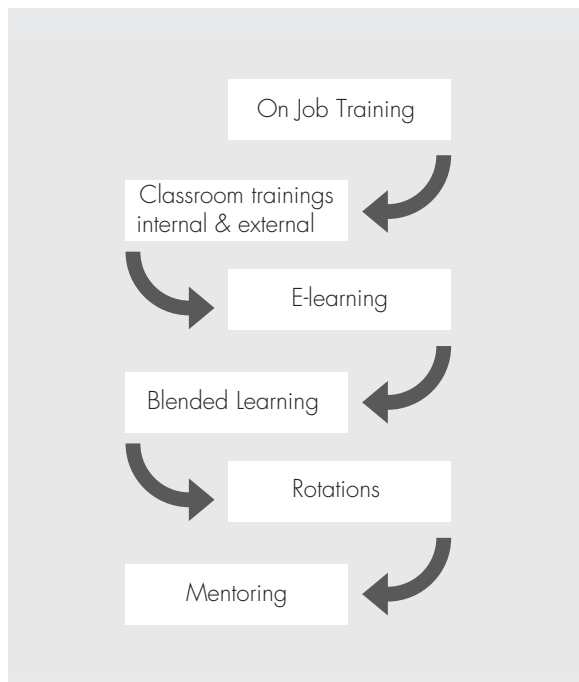 On Job Training
Classroom trainings
internal & external
E-learning
Blended Learning
Rotations
Mentoring